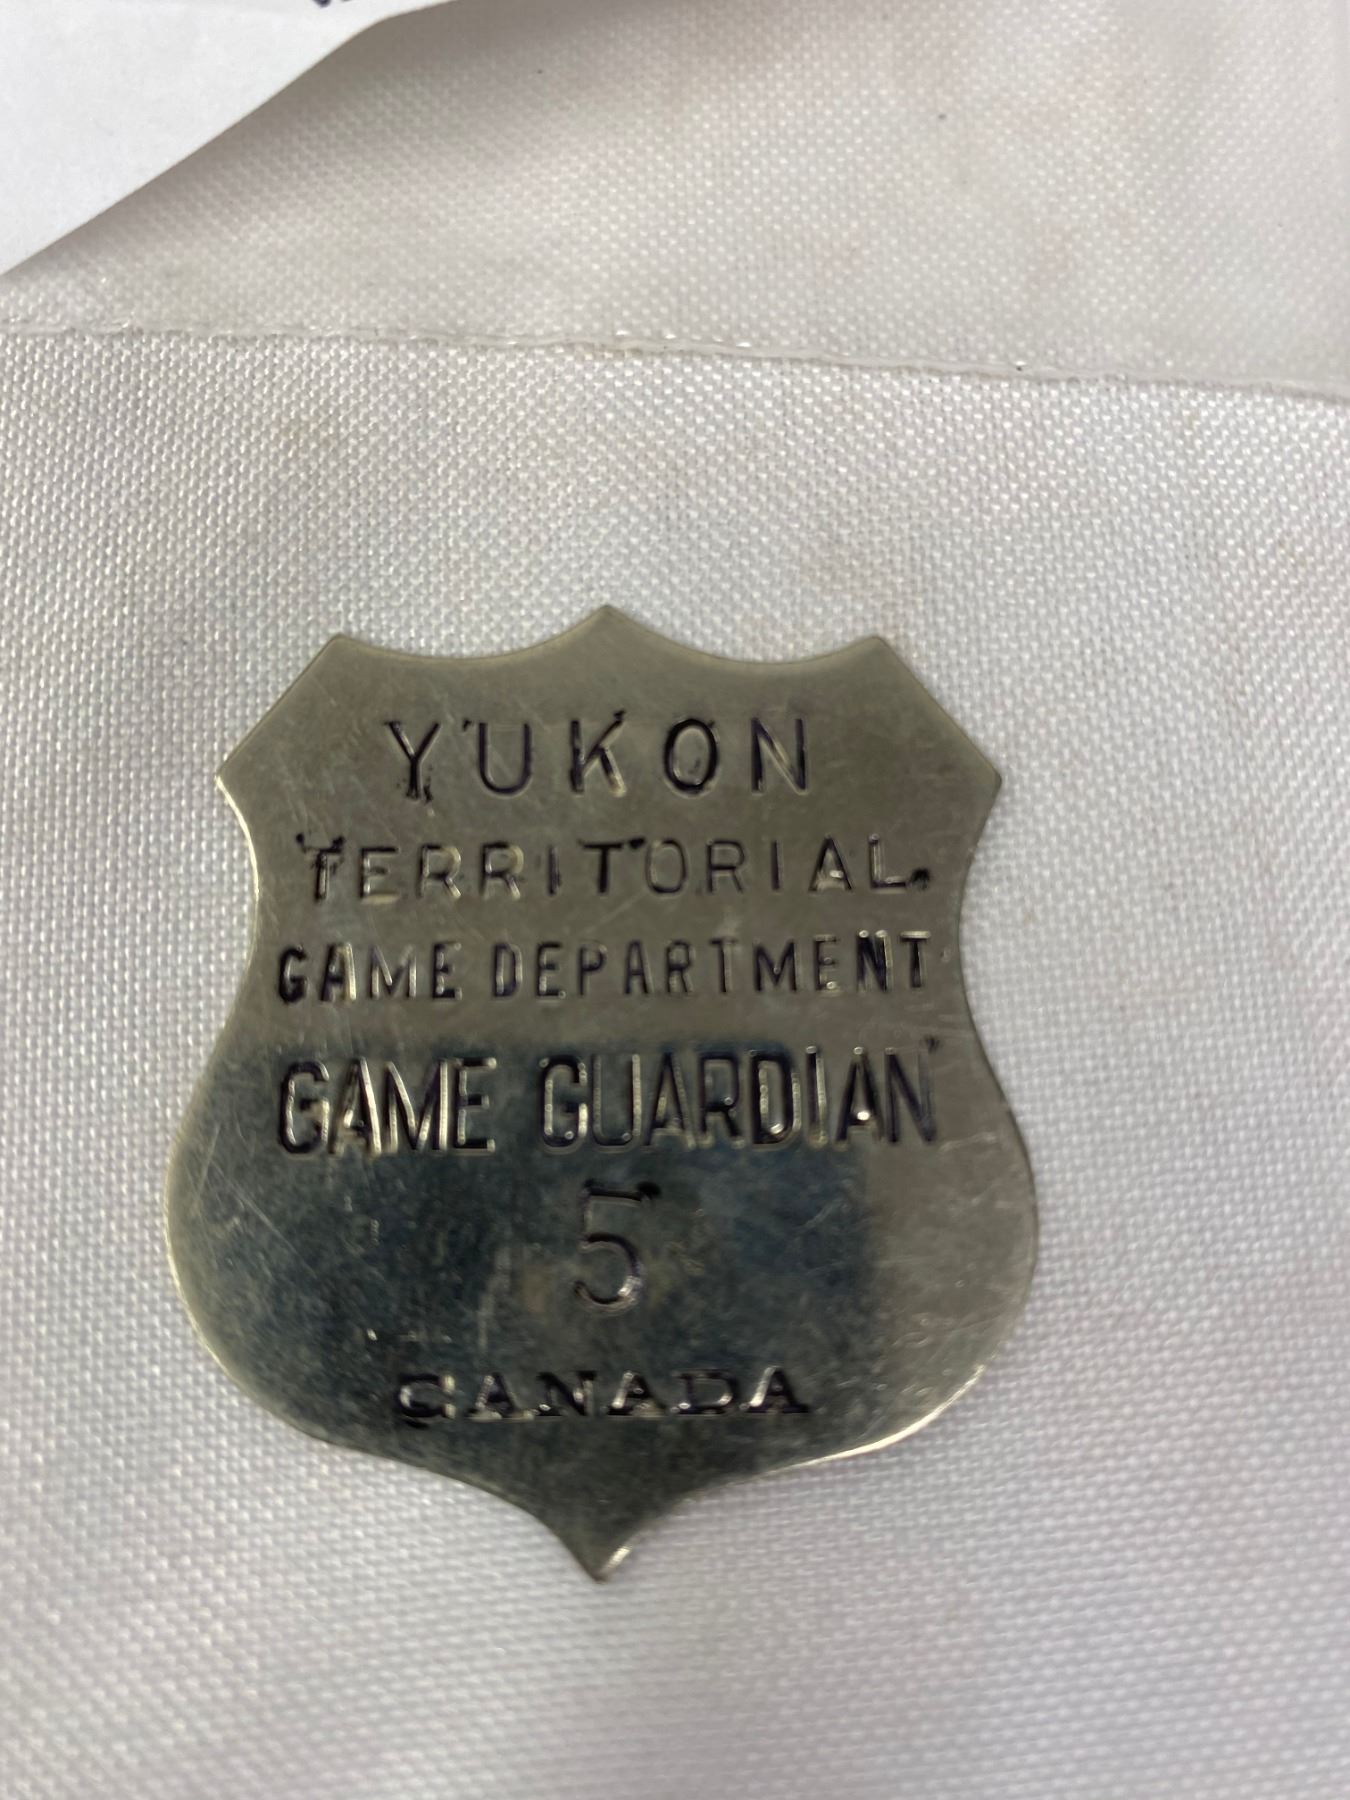 YUKON
TERRITORIAL.
GAME DEPARTMENT
GAME GUARDIAN
5
CANADA